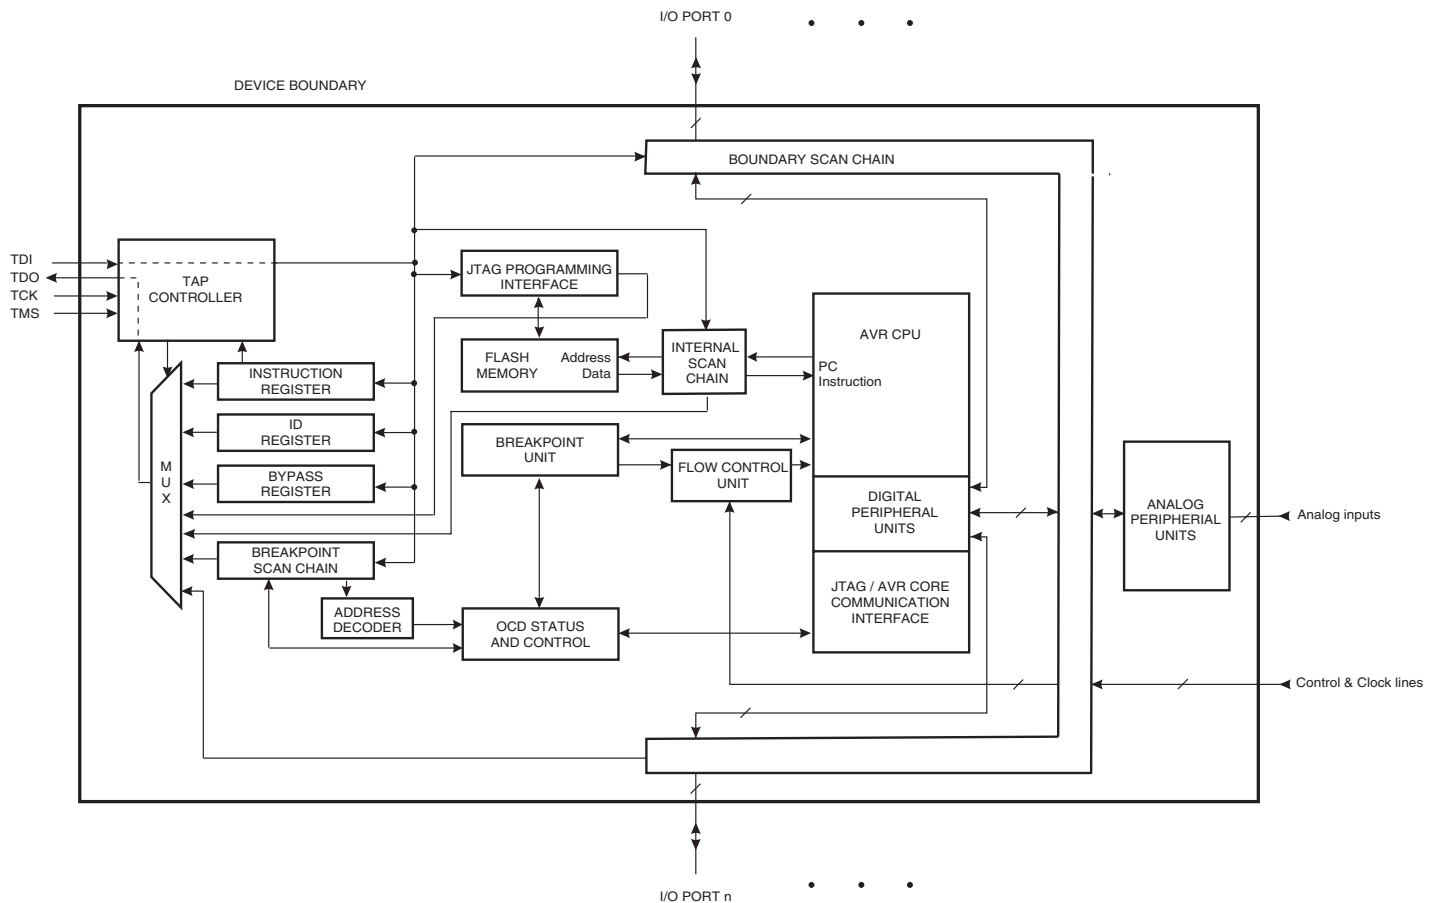 I/O PORT 0
DEVICE BOUNDARY
BOUNDARY SCAN CHAIN
TDI
TDO
TCK
TMS
TAP
CONTROLLER
JTAG PROGRAMMING
INTERFACE
AVR CPU
FLASH
MEMORY
Address
Data
INTERNAL
SCAN
CHAIN
PC
Instruction
INSTRUCTION
REGISTER
ID
REGISTER
M
U
X
BYPASS
REGISTER
BREAKPOINT
UNIT
FLOW CONTROL
UNIT
DIGITAL
PERIPHERAL
UNITS
ANALOG
PERIPHERIAL
UNITS
Analog inputs
BREAKPOINT
SCAN CHAIN
ADDRESS
DECODER
OCD STATUS
AND CONTROL
JTAG / AVR CORE
COMMUNICATION
INTERFACE
Control & Clock lines
I/O PORT n